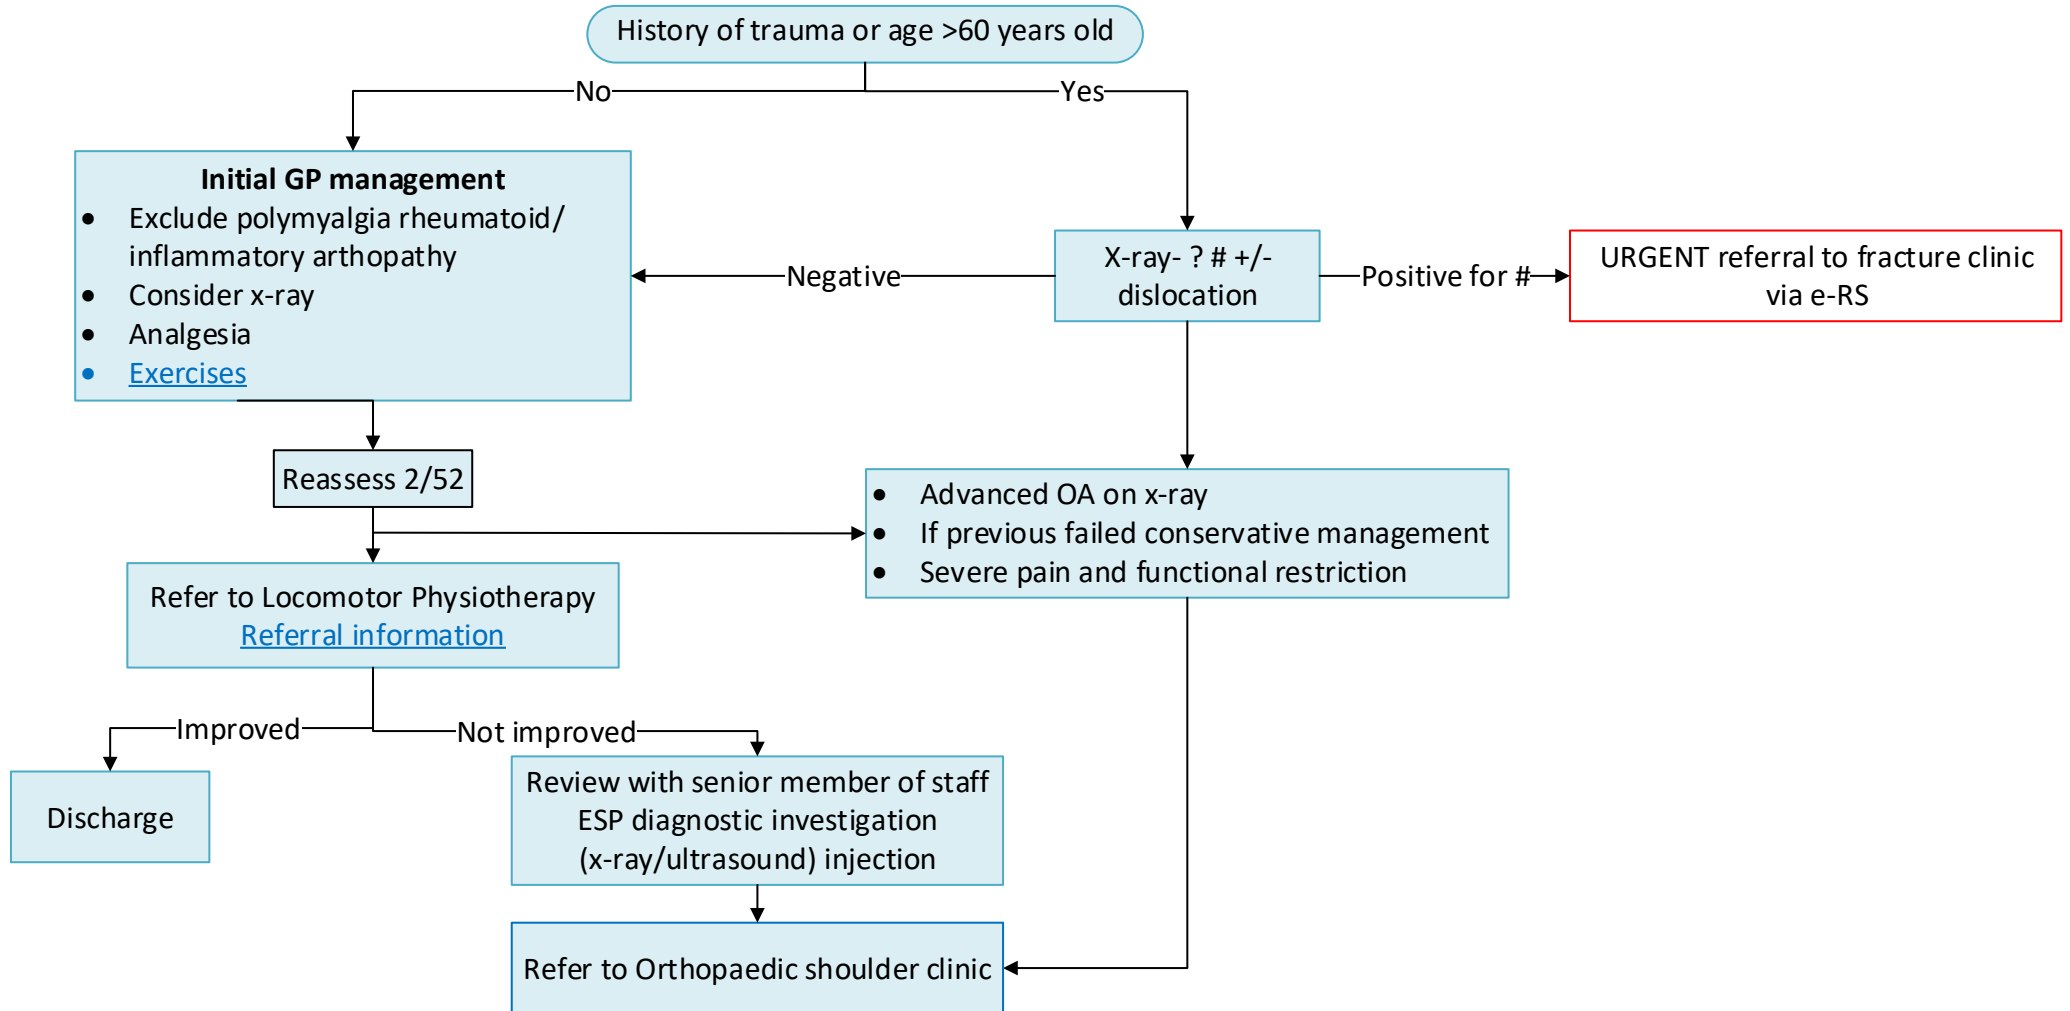 History of trauma or age >60 years old
No
Yes
Initial GP management
• Exclude polymyalgia rheumatoid/
inflammatory arthopathy
• Consider x-ray
• Analgesia
• Exercises
Negative
X-ray- ? # +/-
dislocation
Positive for #
URGENT referral to fracture clinic
via e-RS
Reassess 2/52
• Advanced OA on x-ray
• If previous failed conservative management
• Severe pain and functional restriction
Refer to Locomotor Physiotherapy
Referral information
Improved
Not improved
Discharge
Review with senior member of staff
ESP diagnostic investigation
(x-ray/ultrasound) injection
Refer to Orthopaedic shoulder clinic